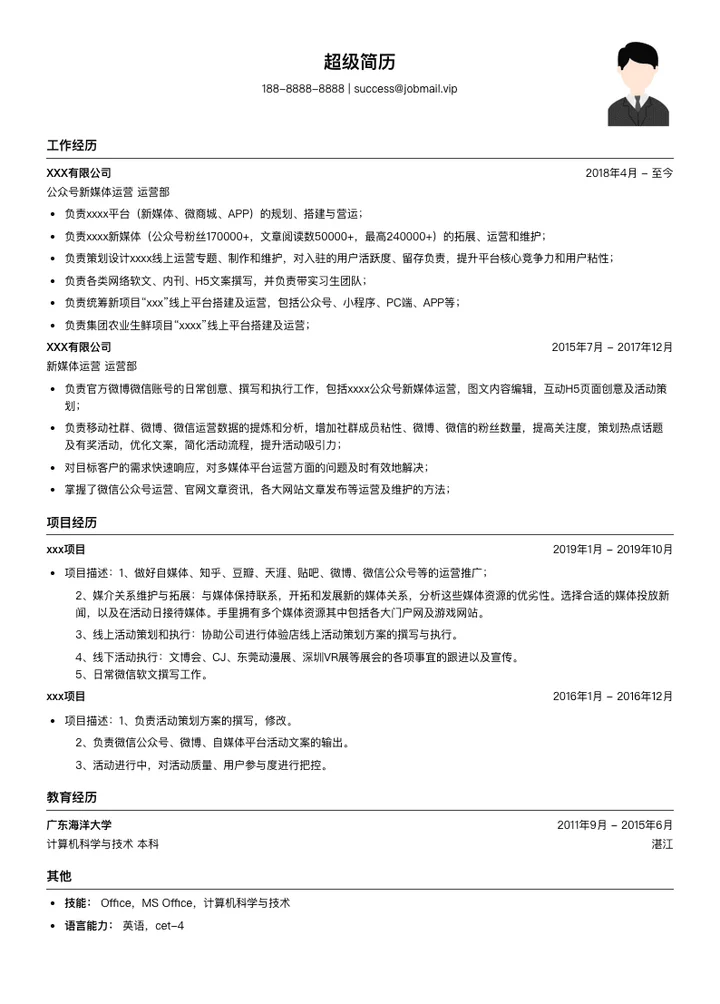 超级简历
188-8888-8888 | success@jobmail.vip
工作经历
XXX有限公司 2018年4月 – 至今
公众号新媒体运营 运营部
• 负责xxxx平台（新媒体、微商城、APP）的规划、搭建与营运；
• 负责xxxx新媒体（公众号粉丝170000+，文章阅读数50000+，最高240000+）的拓展、运营和维护；
• 负责策划设计xxxx线上运营专题、制作和维护，对入驻的用户活跃度、留存负责，提升平台核心竞争力和用户粘性；
• 负责各类网络软文、内刊、H5文案撰写，并负责带实习生团队；
• 负责统筹新项目“xxx”线上平台搭建及运营，包括公众号、小程序、PC端、APP等；
• 负责集团农业生鲜项目“xxxx”线上平台搭建及运营；
XXX有限公司 2015年7月 – 2017年12月
新媒体运营 运营部
• 负责官方微博微信账号的日常创意、撰写和执行工作，包括xxxx公众号新媒体运营，图文内容编辑，互动H5页面创意及活动策
划；
• 负责移动社群、微博、微信运营数据的提炼和分析，增加社群成员粘性、微博、微信的粉丝数量，提高关注度，策划热点话题
及有奖活动，优化文案，简化活动流程，提升活动吸引力；
• 对目标客户的需求快速响应，对多媒体平台运营方面的问题及时有效地解决；
• 掌握了微信公众号运营、官网文章资讯，各大网站文章发布等运营及维护的方法；
项目经历
xxx项目 2019年1月 – 2019年10月
• 项目描述：1、做好自媒体、知乎、豆瓣、天涯、贴吧、微博、微信公众号等的运营推广；
2、媒介关系维护与拓展：与媒体保持联系，开拓和发展新的媒体关系，分析这些媒体资源的优劣性。选择合适的媒体投放新
闻，以及在活动日接待媒体。手里拥有多个媒体资源其中包括各大门户网及游戏网站。
3、线上活动策划和执行：协助公司进行体验店线上活动策划方案的撰写与执行。
4、线下活动执行：文博会、CJ、东莞动漫展、深圳VR展等展会的各项事宜的跟进以及宣传。
5、日常微信软文撰写工作。
xxx项目 2016年1月 – 2016年12月
• 项目描述：1、负责活动策划方案的撰写，修改。
2、负责微信公众号、微博、自媒体平台活动文案的输出。
3、活动进行中，对活动质量、用户参与度进行把控。
教育经历
广东海洋大学 2011年9月 – 2015年6月
计算机科学与技术 本科 湛江
其他
• 技能： Office，MS Office，计算机科学与技术
• 语言能力： 英语，cet-4